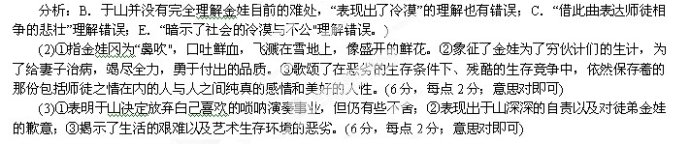 分析：B．于山并没有完全理解金娃目前的难处，“表现出了冷漠”的理解也有错误；C．“借此由表达师徒相
争的悲壮”理解错误；E．“暗示了社会的冷漠与不公”理解错误。）
(2)①指金娃因为“鼻吹”，口吐鲜血，飞溅在雪地上，像盛开的鲜花。②象征了金娃为了穷伙计们的生计，为
了给妻子治病，竭尽全力，勇于付出的品质。③歌颂了在恶劣的生存条件下、残酷的生存竞争中，依然保存着的
那份包括师徒之情在内的人与人之间纯真的感情和美好的人性。(6分，每点2分；意思对即可)
(3)①表明于山决定放弃自己喜欢的唢呐演奏事业，但仍有些不舍；②表现出于山深深的自责以及对徒弟金娃
的歉意；③揭示了生活的艰难以及艺术生存环境的恶劣。(6分，每点2分；意思对即可)